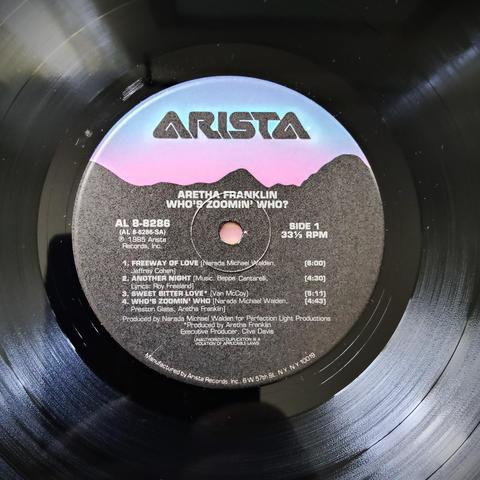 ARISTA
ARETHA FRANKLIN
WHO'S ZOOMIN' WHO?
AL 8-8286
(AL 8-8286-SA)
℗ 1985 Arista
Records, Inc.
SIDE 1
33⅓ RPM
1. FREEWAY OF LOVE (Narada Michael Walden, (6:00)
Jeffrey Cohen)
2. ANOTHER NIGHT (Music: Beppe Cantarelli, (4:30)
Lyrics: Roy Freeland)
3. SWEET BITTER LOVE* (Van McCoy) (5:11)
4. WHO'S ZOOMIN' WHO (Narada Michael Walden, (4:43)
Preston Glass, Aretha Franklin)
Produced by Narada Michael Walden for Perfection Light Productions
*Produced by Aretha Franklin
Executive Producer, Clive Davis
UNAUTHORIZED DUPLICATION IS A
VIOLATION OF APPLICABLE LAWS
Manufactured by Arista Records, Inc. 6 W 57th St., N.Y., N.Y. 10019